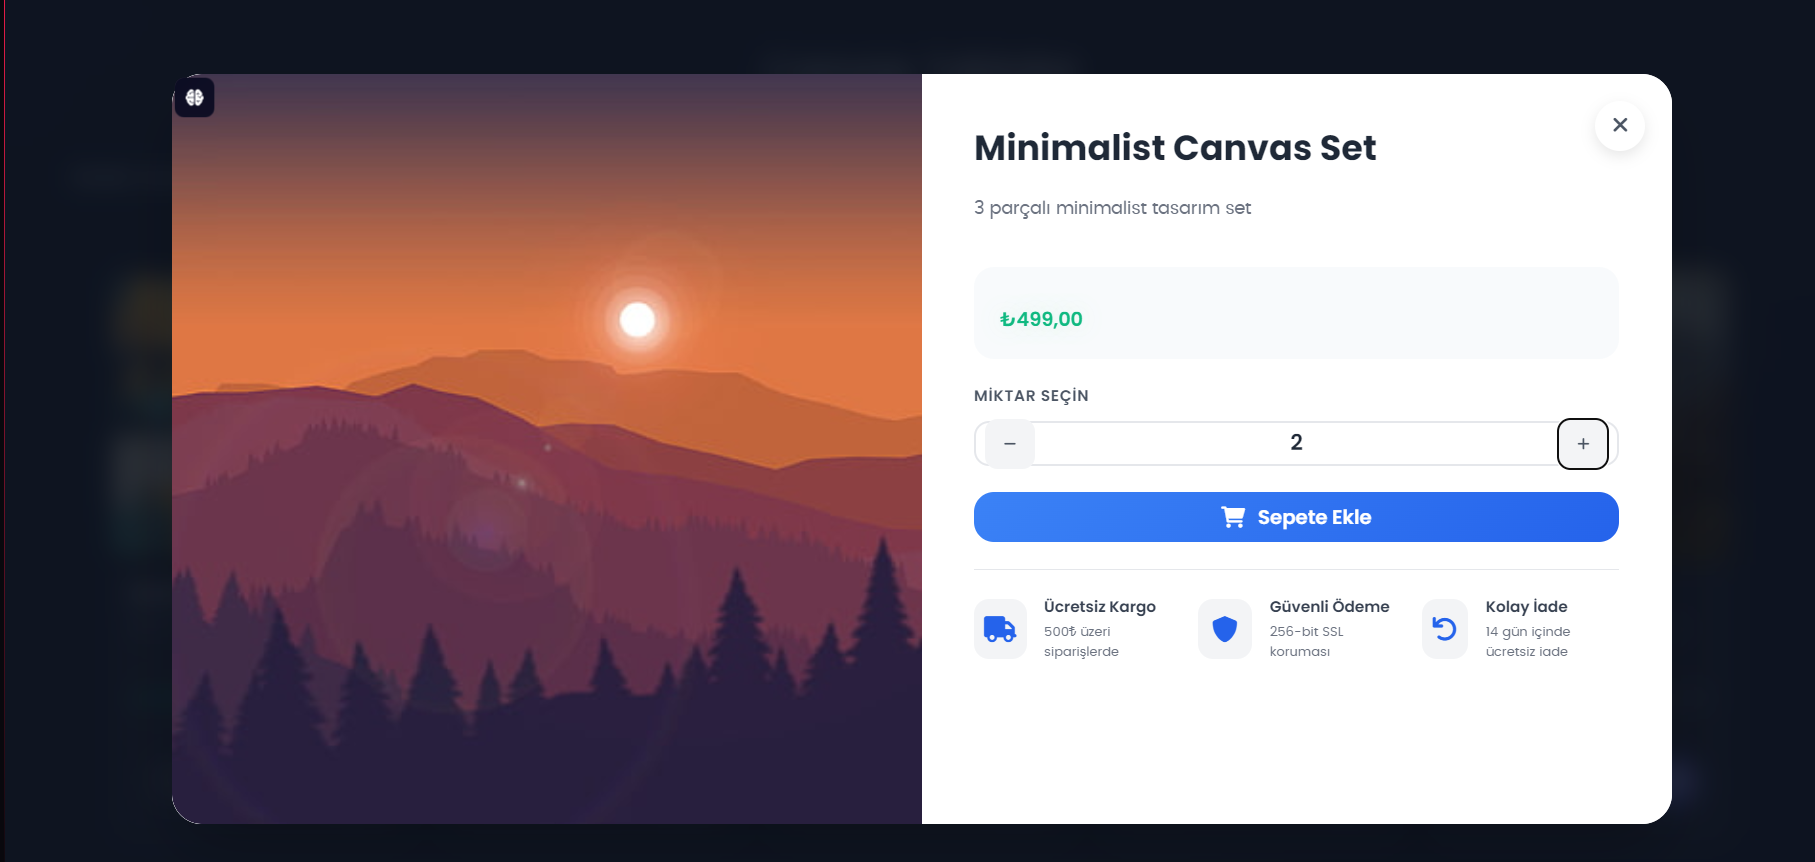 Minimalist Canvas Set
3 parçalı minimalist tasarım set
₺499,00
MİKTAR SEÇİN
− 2 +
Sepete Ekle
Ücretsiz Kargo
500₺ üzeri
siparişlerde
Güvenli Ödeme
256-bit SSL
koruması
Kolay İade
14 gün içinde
ücretsiz iade